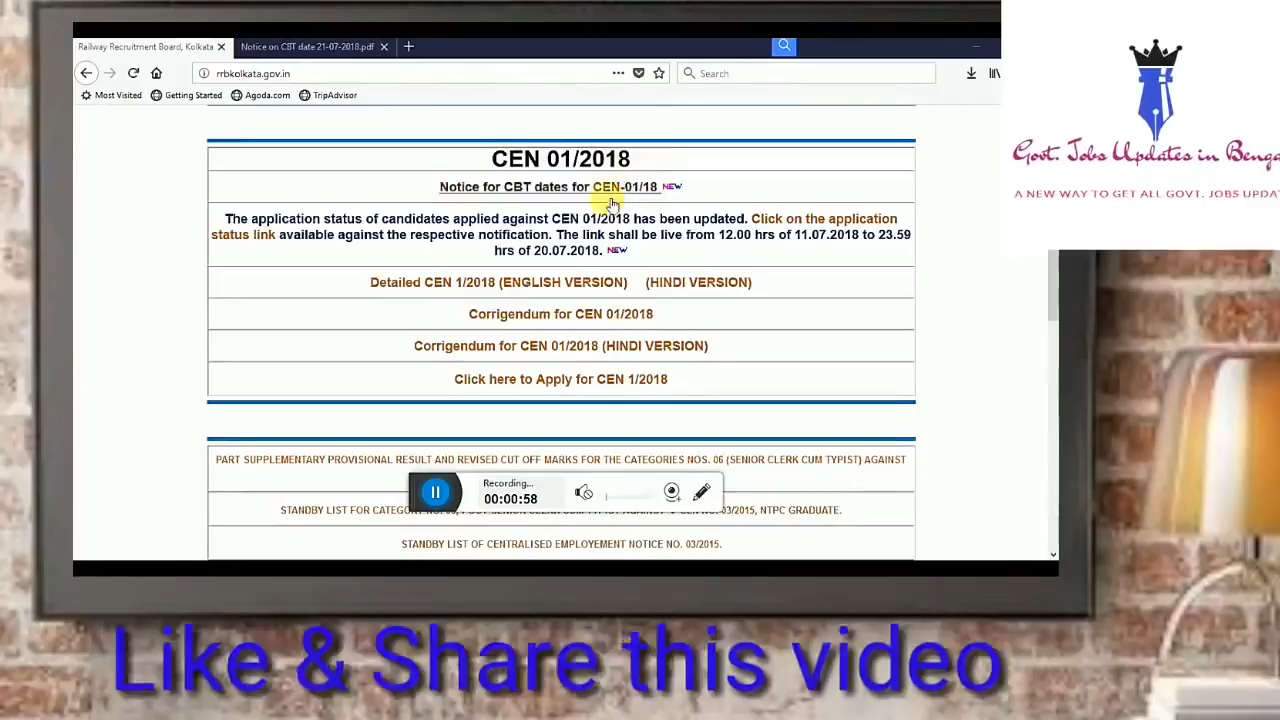 Railway Recruitment Board, Kolkata
Notice on CBT date 21-07-2018.pdf
rrbkolkata.gov.in
Search
Most Visited
Getting Started
Agoda.com
TripAdvisor
CEN 01/2018
Notice for CBT dates for CEN-01/18 NEW
The application status of candidates applied against CEN 01/2018 has been updated. Click on the application
status link available against the respective notification. The link shall be live from 12.00 hrs of 11.07.2018 to 23.59
hrs of 20.07.2018. NEW
Detailed CEN 1/2018 (ENGLISH VERSION) (HINDI VERSION)
Corrigendum for CEN 01/2018
Corrigendum for CEN 01/2018 (HINDI VERSION)
Click here to Apply for CEN 1/2018
PART SUPPLEMENTARY PROVISIONAL RESULT AND REVISED CUT OFF MARKS FOR THE CATEGORIES NOS. 06 (SENIOR CLERK CUM TYPIST) AGAINST
Recording...
00:00:58
STANDBY LIST FOR CATEGORY 03/2015, NTPC GRADUATE.
STANDBY LIST OF CENTRALISED EMPLOYEMENT NOTICE NO. 03/2015.
Govt. Jobs Updates in Beng
A NEW WAY TO GET ALL GOVT. JOBS UPDA
Like & Share this video